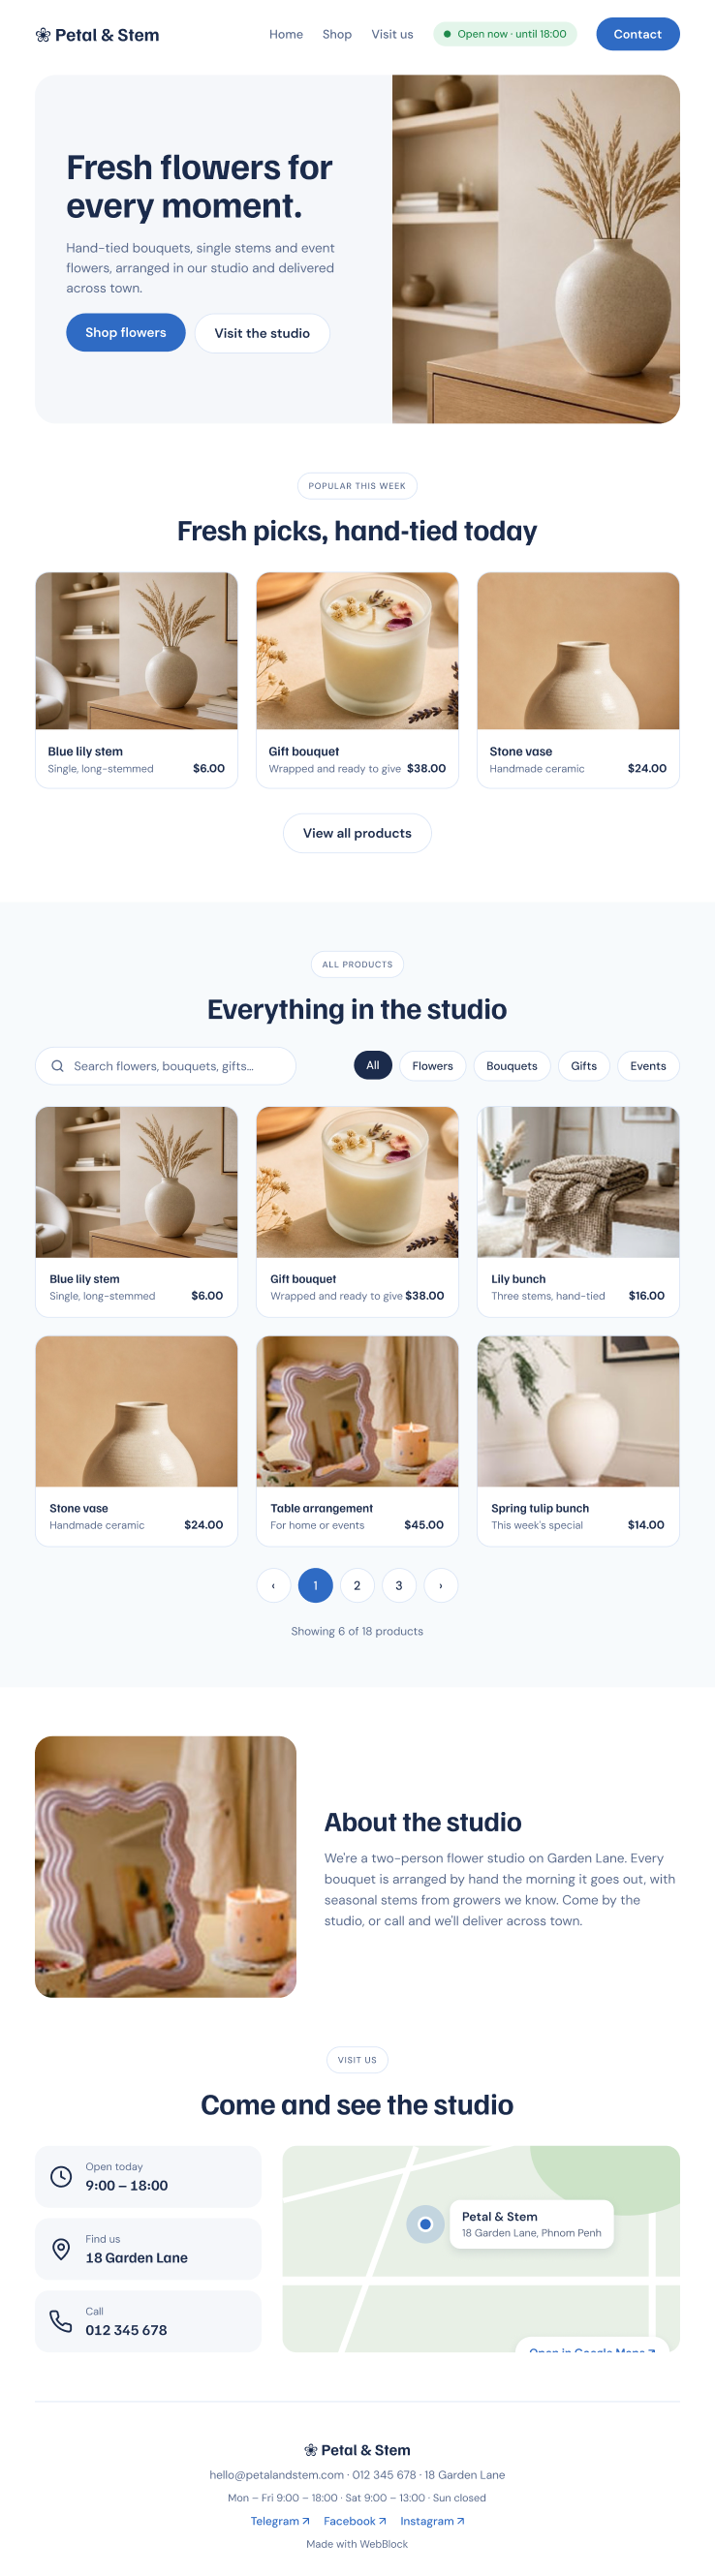 Petal & Stem
Home Shop Visit us Open now · until 18:00 Contact
Fresh flowers for
every moment.
Hand-tied bouquets, single stems and event
flowers, arranged in our studio and delivered
across town.
Shop flowers Visit the studio
POPULAR THIS WEEK
Fresh picks, hand-tied today
Blue lily stem
Single, long-stemmed $6.00
Gift bouquet
Wrapped and ready to give $38.00
Stone vase
Handmade ceramic $24.00
View all products
ALL PRODUCTS
Everything in the studio
Search flowers, bouquets, gifts...
All Flowers Bouquets Gifts Events
Blue lily stem
Single, long-stemmed $6.00
Gift bouquet
Wrapped and ready to give $38.00
Lily bunch
Three stems, hand-tied $16.00
Stone vase
Handmade ceramic $24.00
Table arrangement
For home or events $45.00
Spring tulip bunch
This week's special $14.00
‹ 1 2 3 ›
Showing 6 of 18 products
About the studio
We're a two-person flower studio on Garden Lane. Every
bouquet is arranged by hand the morning it goes out, with
seasonal stems from growers we know. Come by the
studio, or call and we'll deliver across town.
VISIT US
Come and see the studio
Open today
9:00 – 18:00
Find us
18 Garden Lane
Call
012 345 678
Petal & Stem
18 Garden Lane, Phnom Penh
Open in Google Maps ↗
Petal & Stem
hello@petalandstem.com · 012 345 678 · 18 Garden Lane
Mon – Fri 9:00 – 18:00 · Sat 9:00 – 13:00 · Sun closed
Telegram ↗ Facebook ↗ Instagram ↗
Made with WebBlock